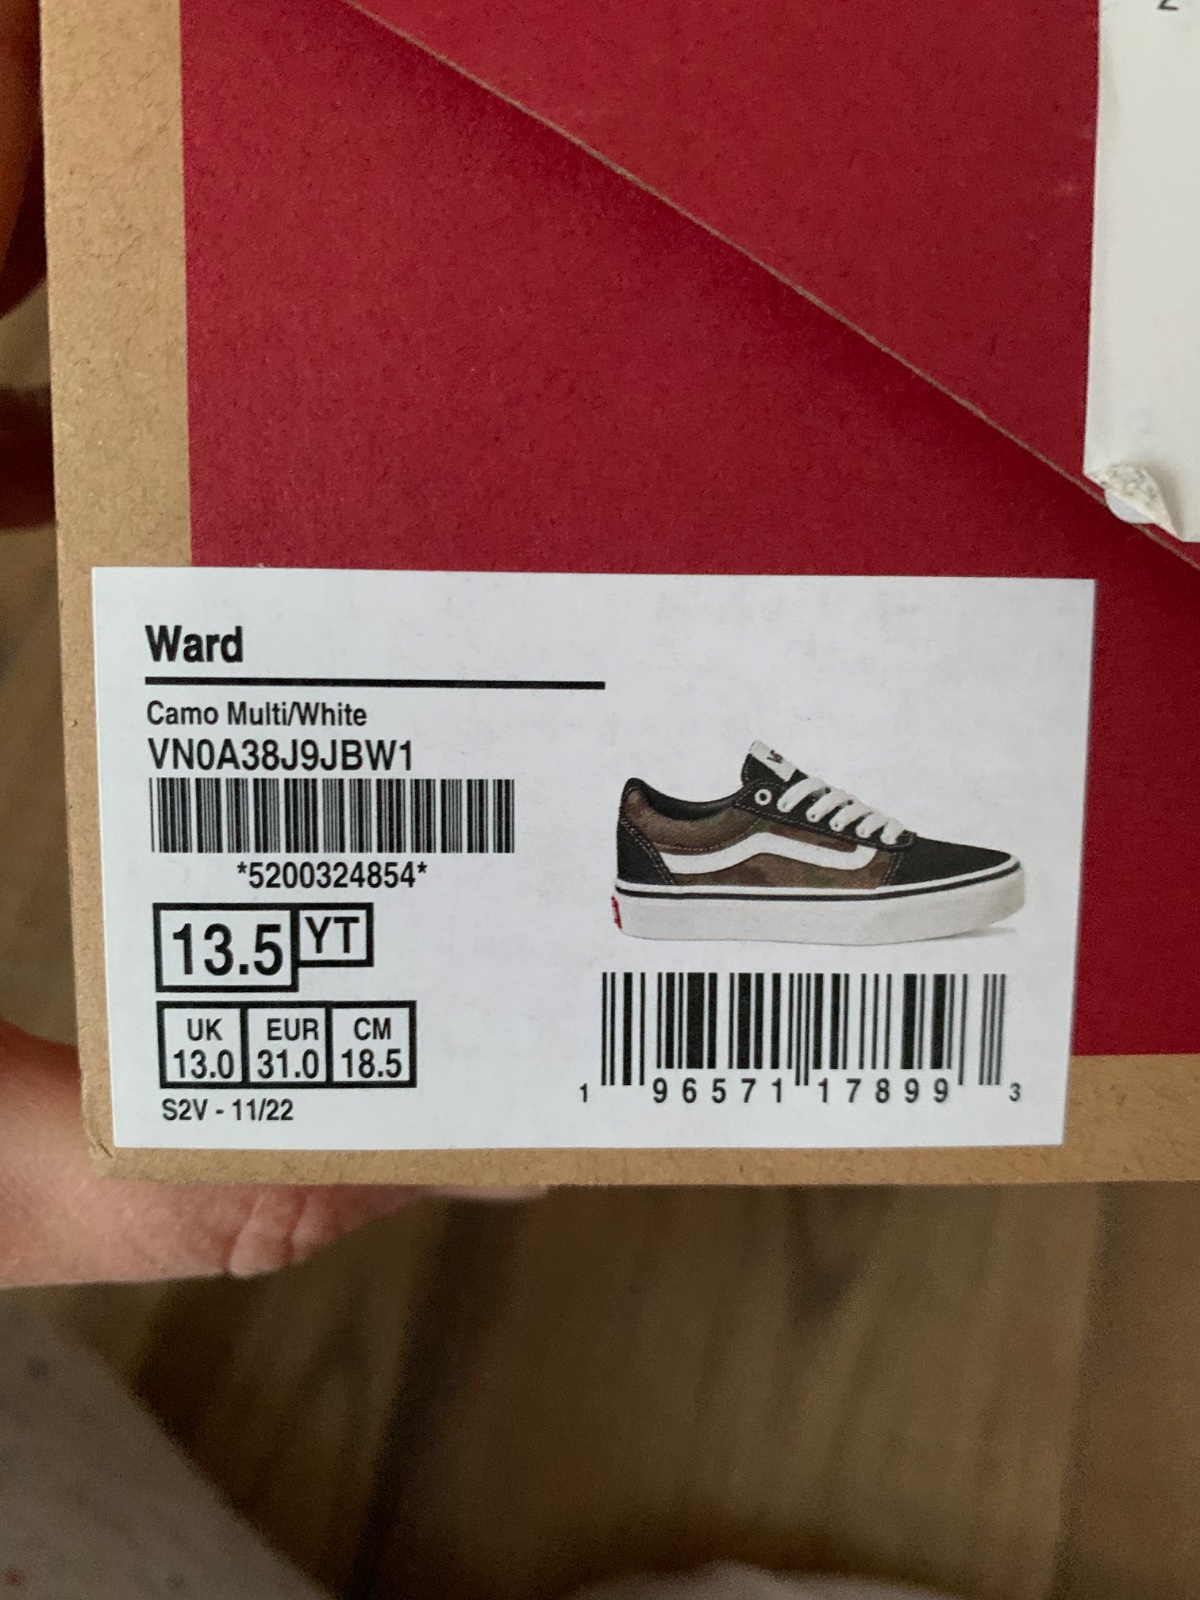 Ward
Camo Multi/White
VN0A38J9JBW1
*5200324854*
13.5 YT
UK EUR CM
13.0 31.0 18.5
S2V - 11/22
1 96571 17899 3